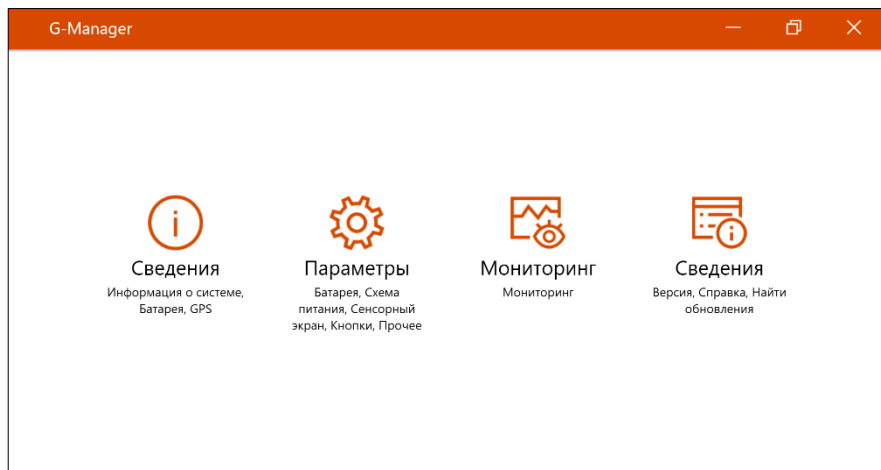 G-Manager
Сведения
Информация о системе,
Батарея, GPS
Параметры
Батарея, Схема
питания, Сенсорный
экран, Кнопки, Прочее
Мониторинг
Мониторинг
Сведения
Версия, Справка, Найти
обновления